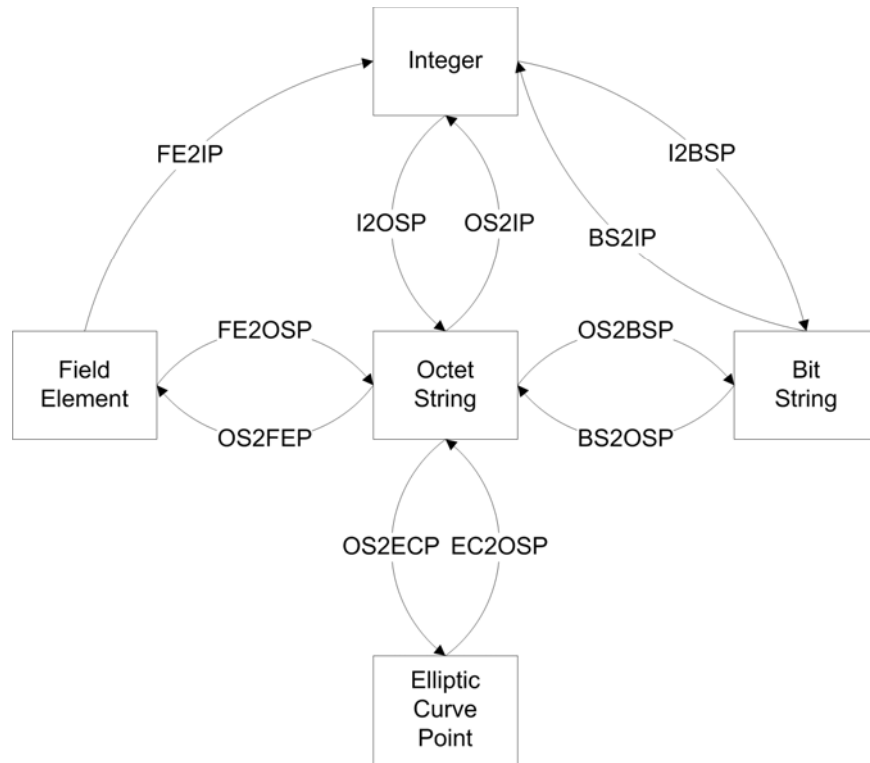 Integer
FE2IP
I2BSP
I2OSP
OS2IP
BS2IP
FE2OSP
OS2BSP
Field
Element
Octet
String
Bit
String
OS2FEP
BS2OSP
OS2ECP
EC2OSP
Elliptic
Curve
Point